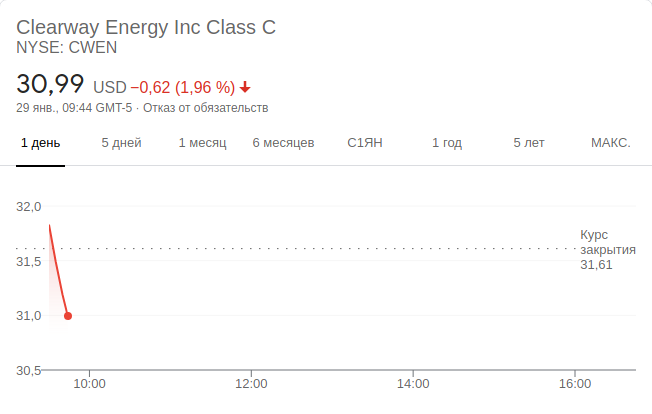 Clearway Energy Inc Class C
NYSE: CWEN
30,99 USD −0,62 (1,96 %)
29 янв., 09:44 GMT-5 · Отказ от обязательств
1 день 5 дней 1 месяц 6 месяцев С1ЯН 1 год 5 лет МАКС.
32,0
Курс
закрытия
31,61
31,5
31,0
30,5
10:00 12:00 14:00 16:00